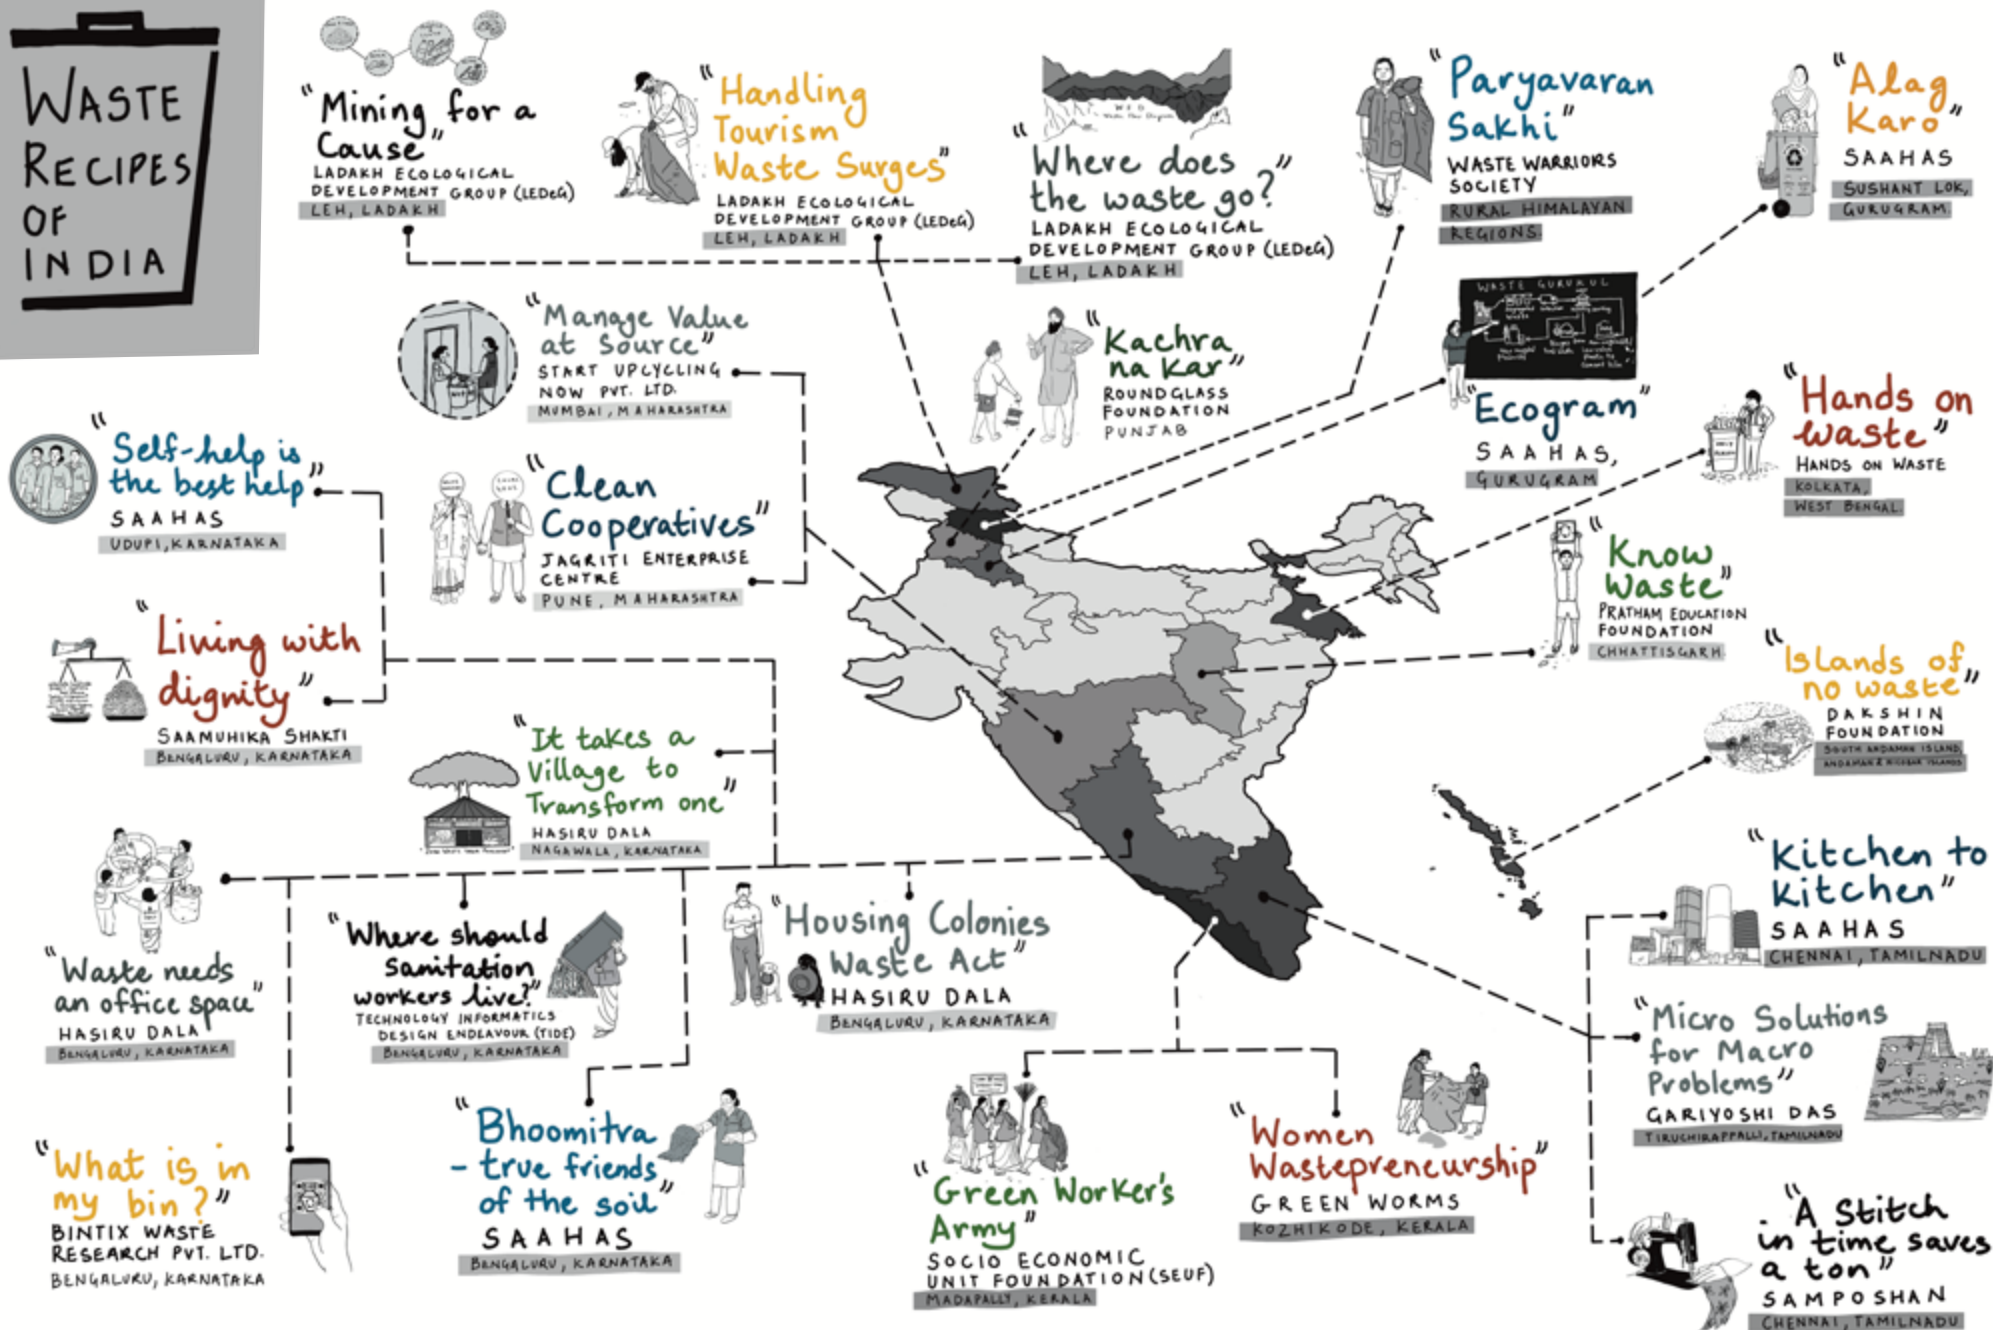 WASTE
RECIPES
OF
INDIA
"Mining for a
Cause"
LADAKH ECOLOGICAL
DEVELOPMENT GROUP (LEDeG)
LEH, LADAKH
"Handling
Tourism
Waste Surges"
LADAKH ECOLOGICAL
DEVELOPMENT GROUP (LEDeG)
LEH, LADAKH
"Where does
the waste go?"
LADAKH ECOLOGICAL
DEVELOPMENT GROUP (LEDeG)
LEH, LADAKH
"Paryavaran
Sakhi"
WASTE WARRIORS
SOCIETY
RURAL HIMALAYAN
REGIONS.
"Alag
Karo"
SAAHAS
SUSHANT LOK,
GURUGRAM
"Manage Value
at Source"
START UPCYCLING
NOW PVT. LTD.
MUMBAI, MAHARASHTRA
"Kachra
na kar"
ROUNDGLASS
FOUNDATION
PUNJAB
WASTE GURUKUL
"Ecogram"
SAAHAS,
GURUGRAM
"Hands on
waste"
HANDS ON WASTE
KOLKATA,
WEST BENGAL
"Self-help is
the best help"
SAAHAS
UDUPI, KARNATAKA
"Clean
Cooperatives"
JAGRITI ENTERPRISE
CENTRE
PUNE, MAHARASHTRA
"Know
Waste"
PRATHAM EDUCATION
FOUNDATION
CHHATTISGARH
"Living with
dignity"
SAAMUHIKA SHAKTI
BENGALURU, KARNATAKA
"Islands of
no waste"
DAKSHIN
FOUNDATION
SOUTH ANDAMAN ISLAND,
ANDAMAN & NICOBAR ISLANDS
"It takes a
Village to
Transform one"
HASIRU DALA
NAGAWALA, KARNATAKA
"Kitchen to
Kitchen"
SAAHAS
CHENNAI, TAMILNADU
"Waste needs
an office space"
HASIRU DALA
BENGALURU, KARNATAKA
"Where should
Sanitation
workers live?"
TECHNOLOGY INFORMATICS
DESIGN ENDEAVOUR (TIDE)
BENGALURU, KARNATAKA
"Housing Colonies
Waste Act"
HASIRU DALA
BENGALURU, KARNATAKA
"Micro Solutions
for Macro
Problems"
GARIYOSHI DAS
TIRUCHIRAPPALLI, TAMILNADU
"What is in
my bin?"
BINTIX WASTE
RESEARCH PVT. LTD.
BENGALURU, KARNATAKA
"Bhoomitra
- true friends
of the soil"
SAAHAS
BENGALURU, KARNATAKA
"Green Worker's
Army"
SOCIO ECONOMIC
UNIT FOUNDATION (SEUF)
MADAPALLY, KERALA
"Women
Wastepreneurship"
GREEN WORMS
KOZHIKODE, KERALA
"A Stitch
in time saves
a ton"
SAMPOSHAN
CHENNAI, TAMILNADU